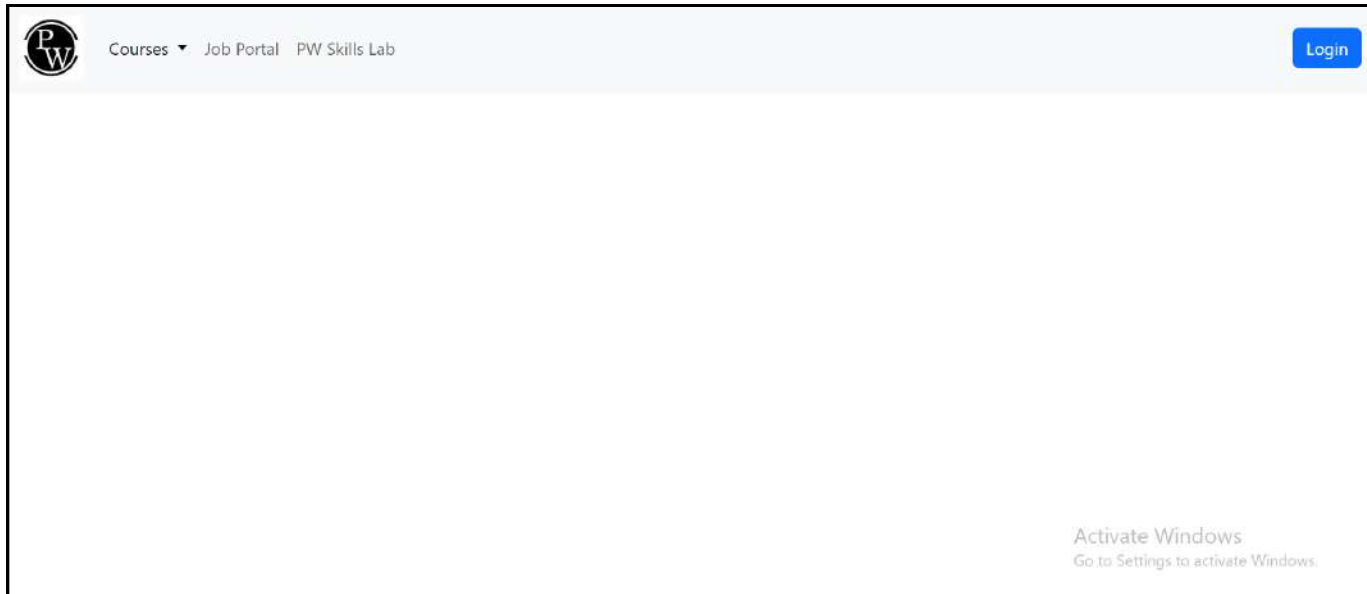 PW
Courses Job Portal PW Skills Lab
Login
Activate Windows
Go to Settings to activate Windows.